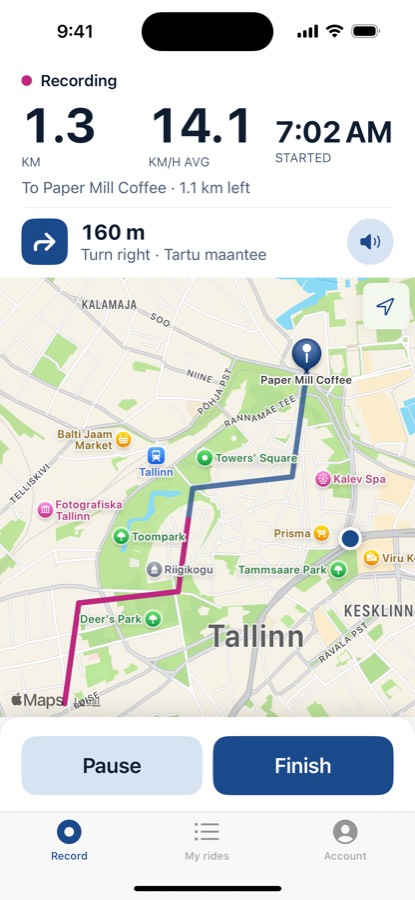 9:41
Recording
1.3
14.1
7:02 AM
KM
KM/H AVG
STARTED
To Paper Mill Coffee · 1.1 km left
160 m
Turn right · Tartu maantee
KALAMAJA
SOO
NIINE
PÕHJA PST
Paper Mill Coffee
RANNAMÄE TEE
Balti Jaam
Market
Tallinn
Towers' Square
TELLISKIVI
Kalev Spa
Fotografiska
Tallinn
Toompark
Prisma
Viru K
Riigikogu
Tammsaare Park
KESKLINN
Deer's Park
Tallinn
RÄVALA PST
Maps
Legal
Pause
Finish
Record
My rides
Account